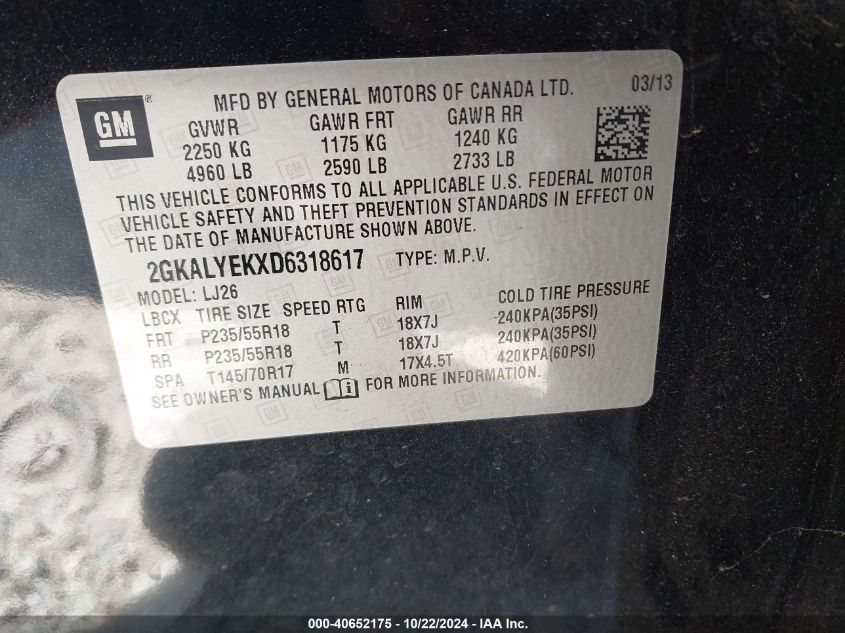 GM ®
MFD BY GENERAL MOTORS OF CANADA LTD. 03/13
GVWR GAWR FRT GAWR RR
2250 KG 1175 KG 1240 KG
4960 LB 2590 LB 2733 LB
THIS VEHICLE CONFORMS TO ALL APPLICABLE U.S. FEDERAL MOTOR
VEHICLE SAFETY AND THEFT PREVENTION STANDARDS IN EFFECT ON
THE DATE OF MANUFACTURE SHOWN ABOVE.
2GKALYEKXD6318617 TYPE: M.P.V.
MODEL: LJ26
LBCX TIRE SIZE SPEED RTG RIM COLD TIRE PRESSURE
FRT P235/55R18 T 18X7J 240KPA(35PSI)
RR P235/55R18 T 18X7J 240KPA(35PSI)
SPA T145/70R17 M 17X4.5T 420KPA(60PSI)
SEE OWNER'S MANUAL FOR MORE INFORMATION.
000-40652175 - 10/22/2024 - IAA Inc.